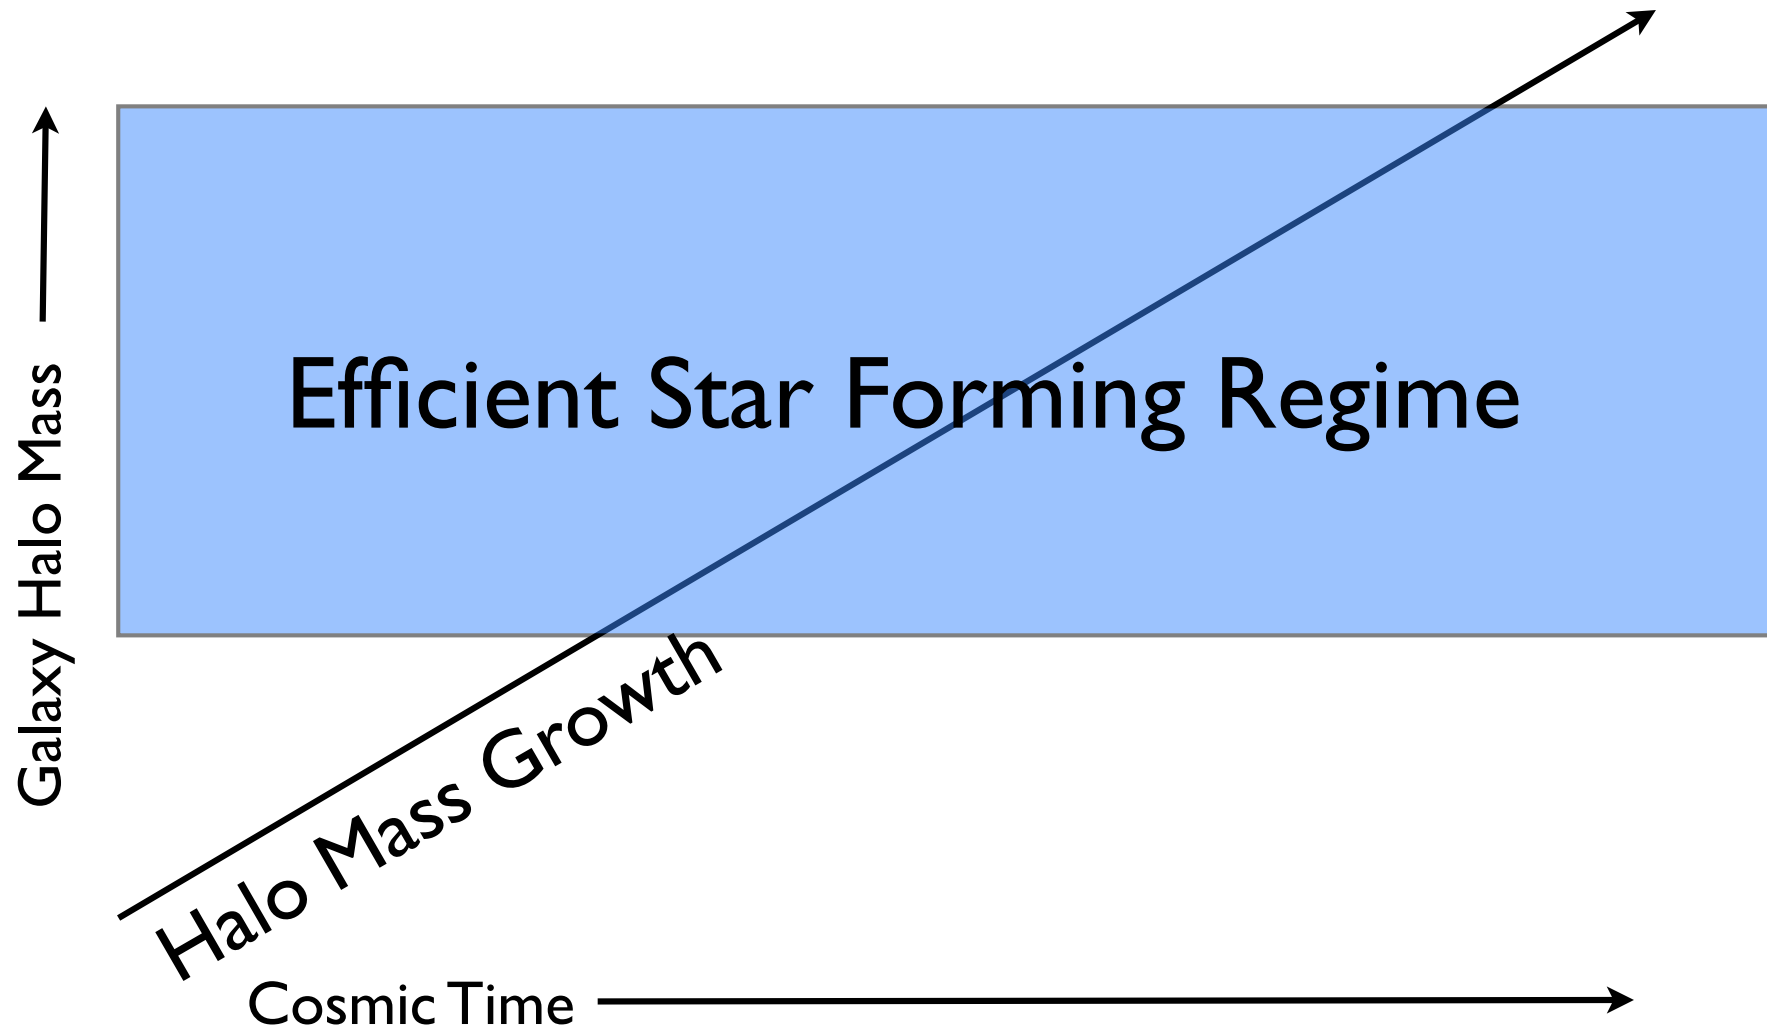 Galaxy Halo Mass
Efficient Star Forming Regime
Halo Mass Growth
Cosmic Time